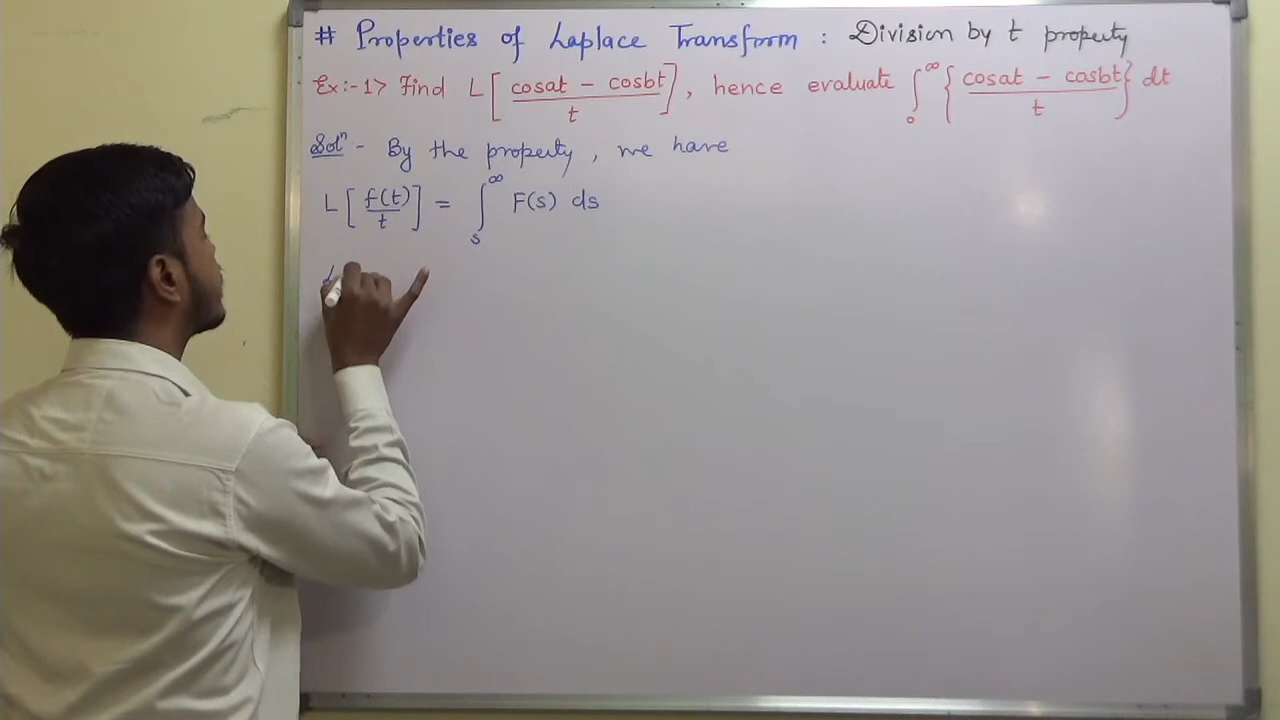 # Properties of Laplace Transform : Division by t property
Ex:-1> Find L[ (cosat - cosbt)/t ], hence evaluate ∫₀^∞ { (cosat - cosbt)/t } dt
Solⁿ - By the property, we have
L[ f(t)/t ] = ∫ₛ^∞ F(s) ds